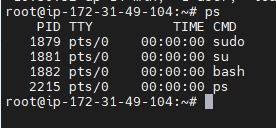 root@ip-172-31-49-104:~# ps
    PID TTY          TIME CMD
   1879 pts/0    00:00:00 sudo
   1881 pts/0    00:00:00 su
   1882 pts/0    00:00:00 bash
   2215 pts/0    00:00:00 ps
root@ip-172-31-49-104:~#